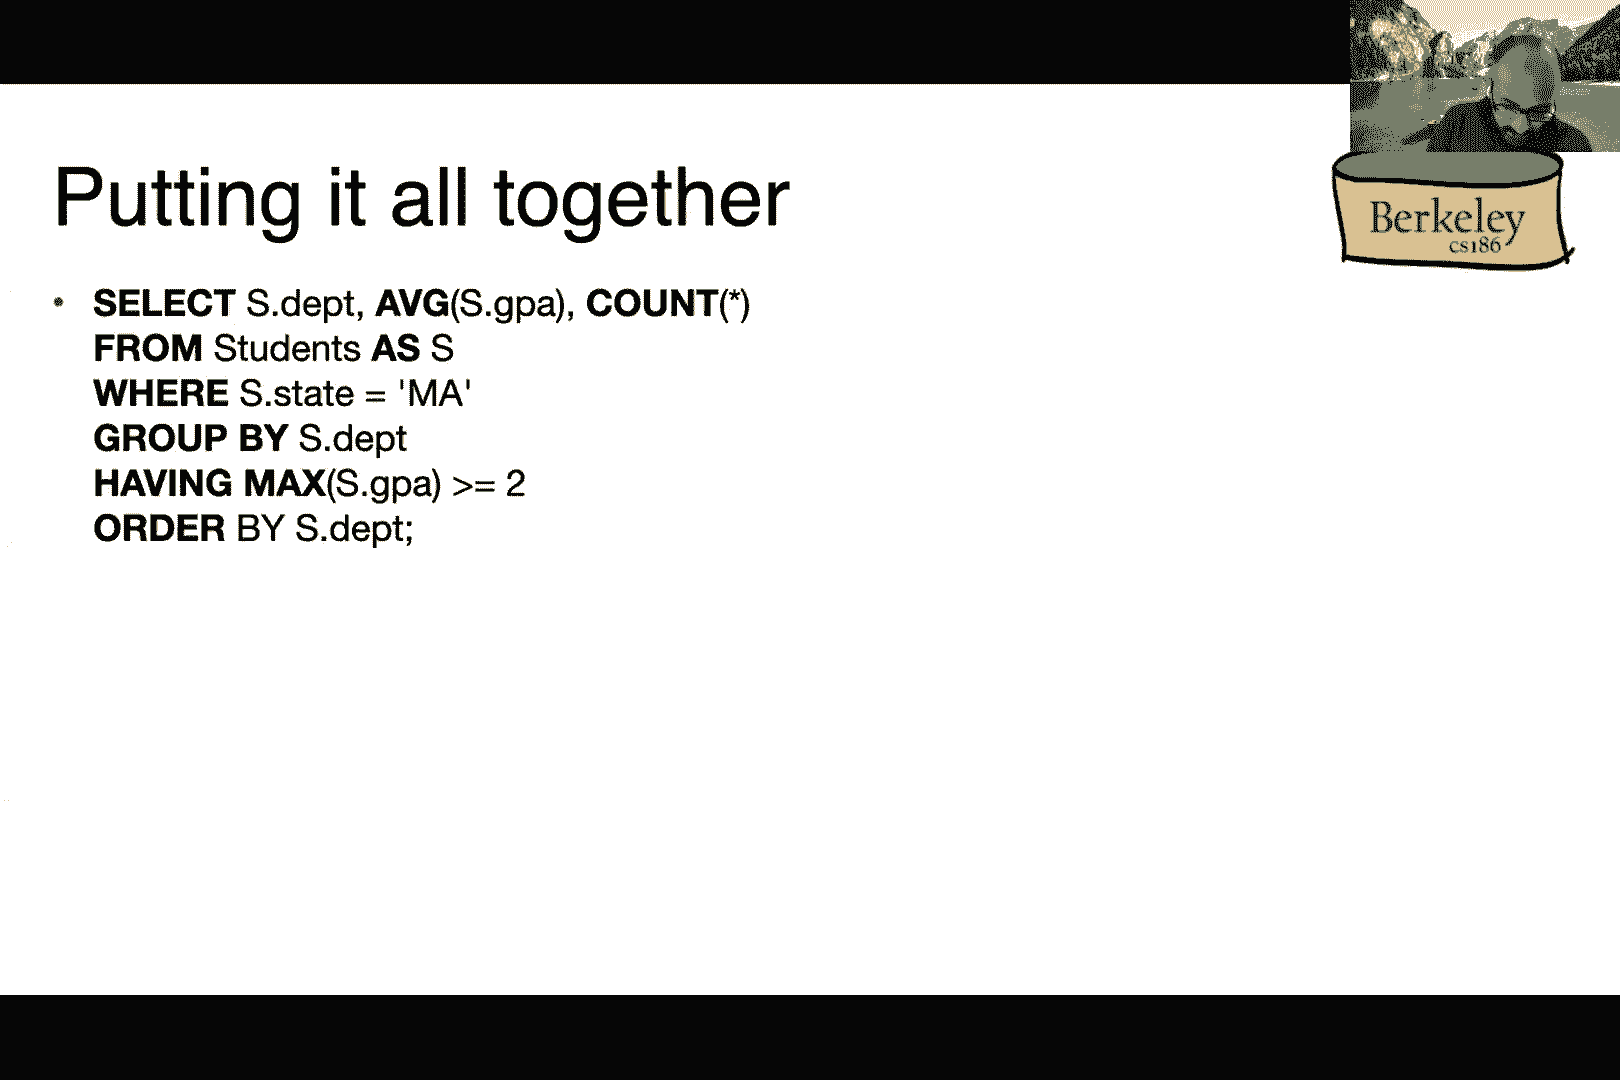 Putting it all together
Berkeley
cs186
• SELECT S.dept, AVG(S.gpa), COUNT(*)
FROM Students AS S
WHERE S.state = 'MA'
GROUP BY S.dept
HAVING MAX(S.gpa) >= 2
ORDER BY S.dept;